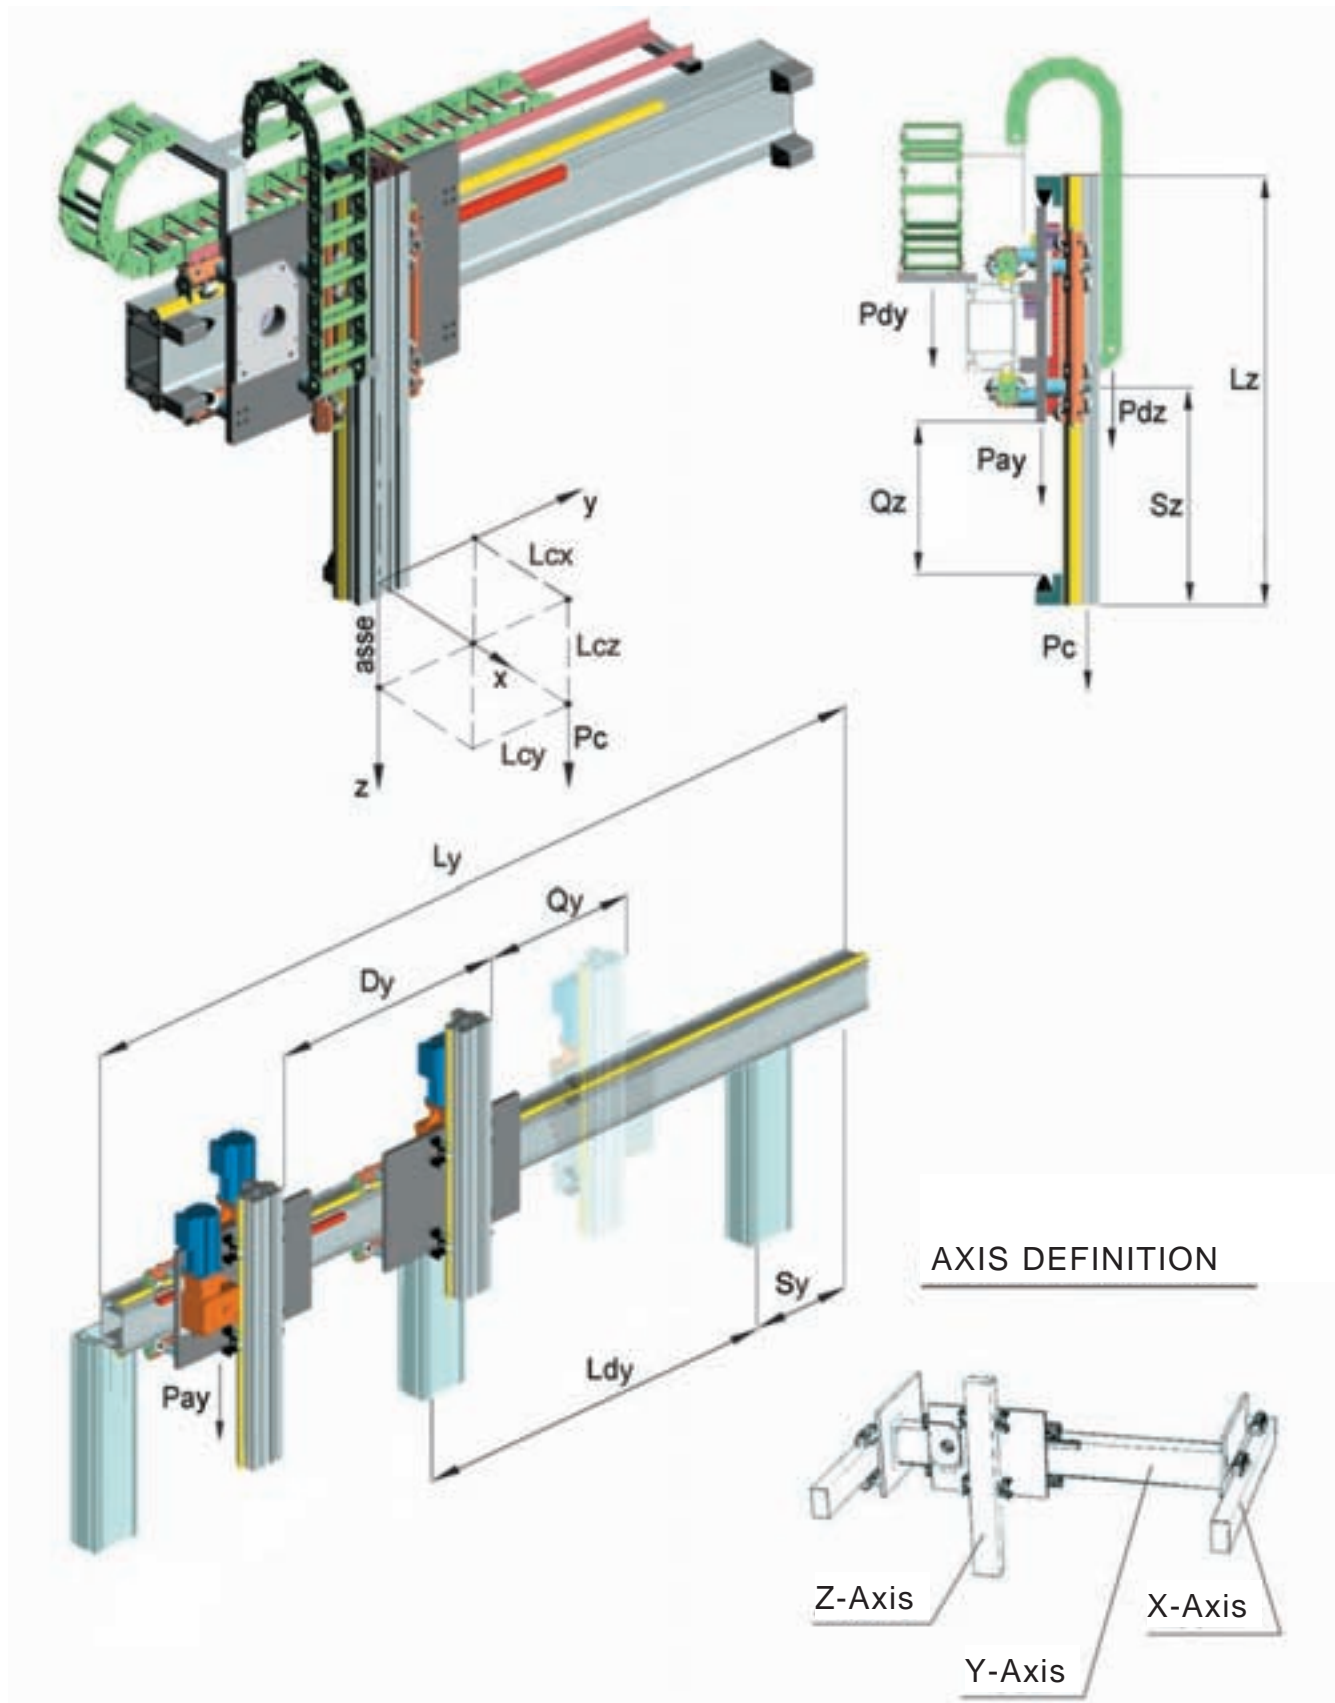 y
Lcx
asse
Lcz
x
Lcy
Pc
z
Pdy
Lz
Pdz
Pay
Qz
Sz
Pc
Ly
Qy
Dy
Sy
Ldy
Pay
AXIS DEFINITION
Z-Axis
X-Axis
Y-Axis